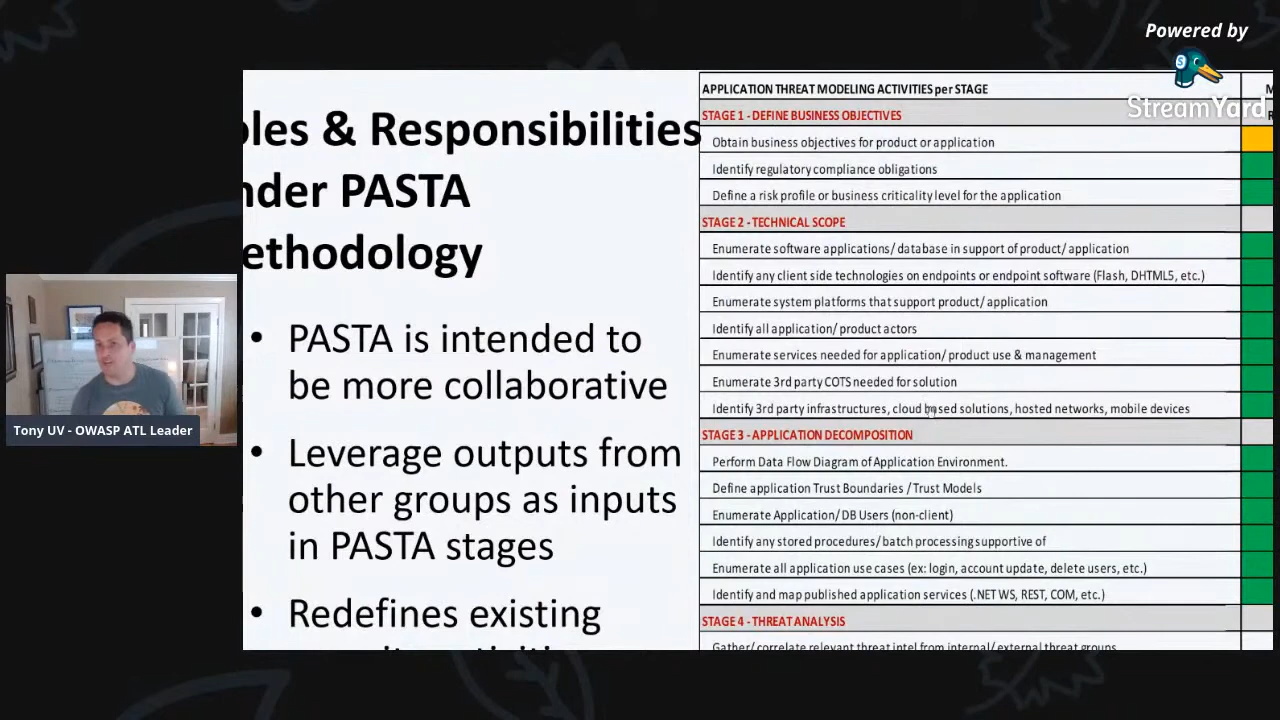 Powered by
StreamYard
oles & Responsibilities
nder PASTA
ethodology
• PASTA is intended to
be more collaborative
• Leverage outputs from
other groups as inputs
in PASTA stages
• Redefines existing
APPLICATION THREAT MODELING ACTIVITIES per STAGE
STAGE 1 - DEFINE BUSINESS OBJECTIVES
Obtain business objectives for product or application
Identify regulatory compliance obligations
Define a risk profile or business criticality level for the application
STAGE 2 - TECHNICAL SCOPE
Enumerate software applications/ database in support of product/ application
Identify any client side technologies on endpoints or endpoint software (Flash, DHTML5, etc.)
Enumerate system platforms that support product/ application
Identify all application/ product actors
Enumerate services needed for application/ product use & management
Enumerate 3rd party COTS needed for solution
Identify 3rd party infrastructures, cloud based solutions, hosted networks, mobile devices
STAGE 3 - APPLICATION DECOMPOSITION
Perform Data Flow Diagram of Application Environment.
Define application Trust Boundaries / Trust Models
Enumerate Application/ DB Users (non-client)
Identify any stored procedures/ batch processing supportive of
Enumerate all application use cases (ex: login, account update, delete users, etc.)
Identify and map published application services (.NET WS, REST, COM, etc.)
STAGE 4 - THREAT ANALYSIS
Gather/ correlate relevant threat intel from internal/ external threat groups
Tony UV - OWASP ATL Leader